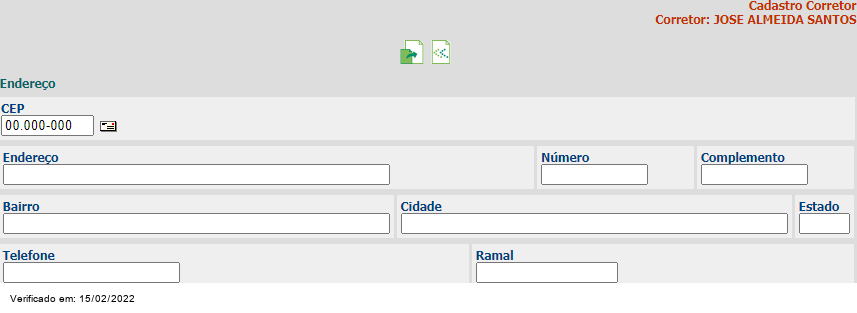 Cadastro Corretor
Corretor: JOSE ALMEIDA SANTOS
Endereço
CEP
00.000-000
Endereço Número Complemento
Bairro Cidade Estado
Telefone Ramal
Verificado em: 15/02/2022